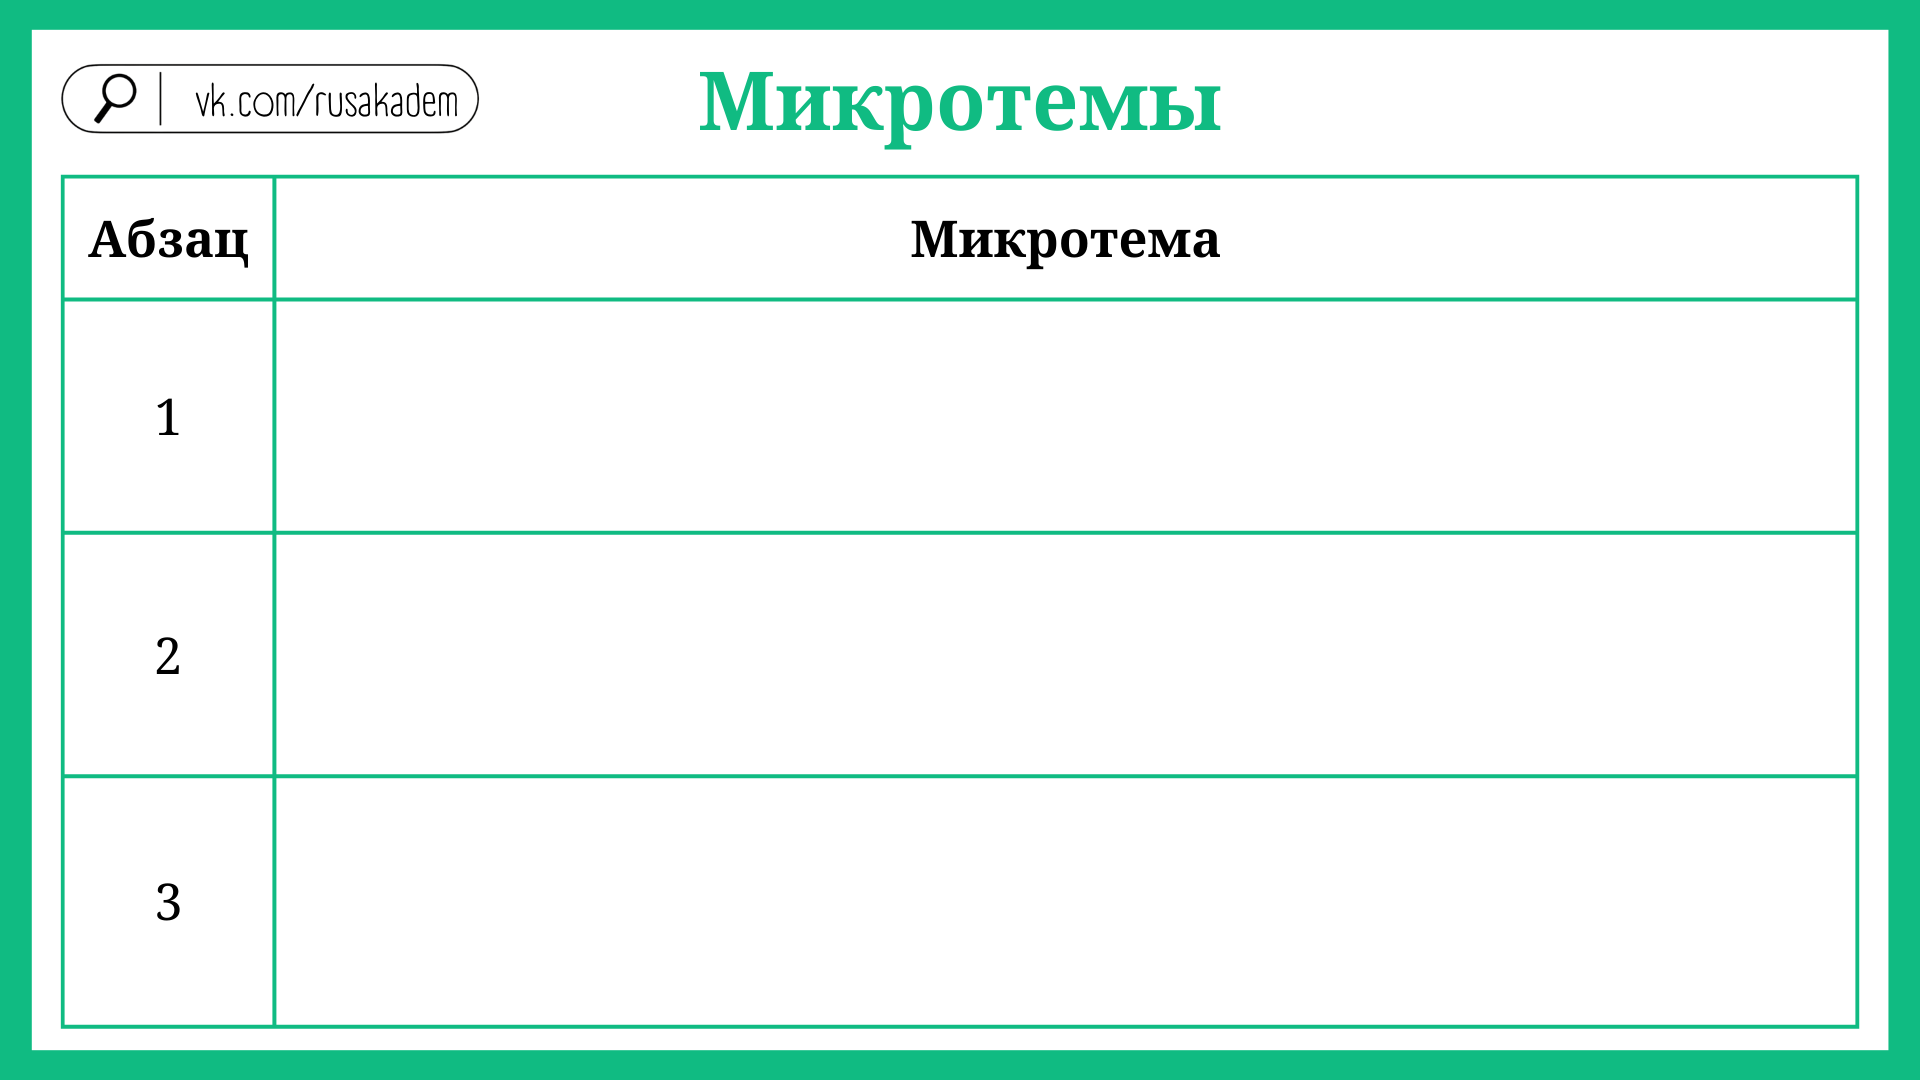 vk.com/rusakadem
Микротемы
Абзац Микротема
1
2
3